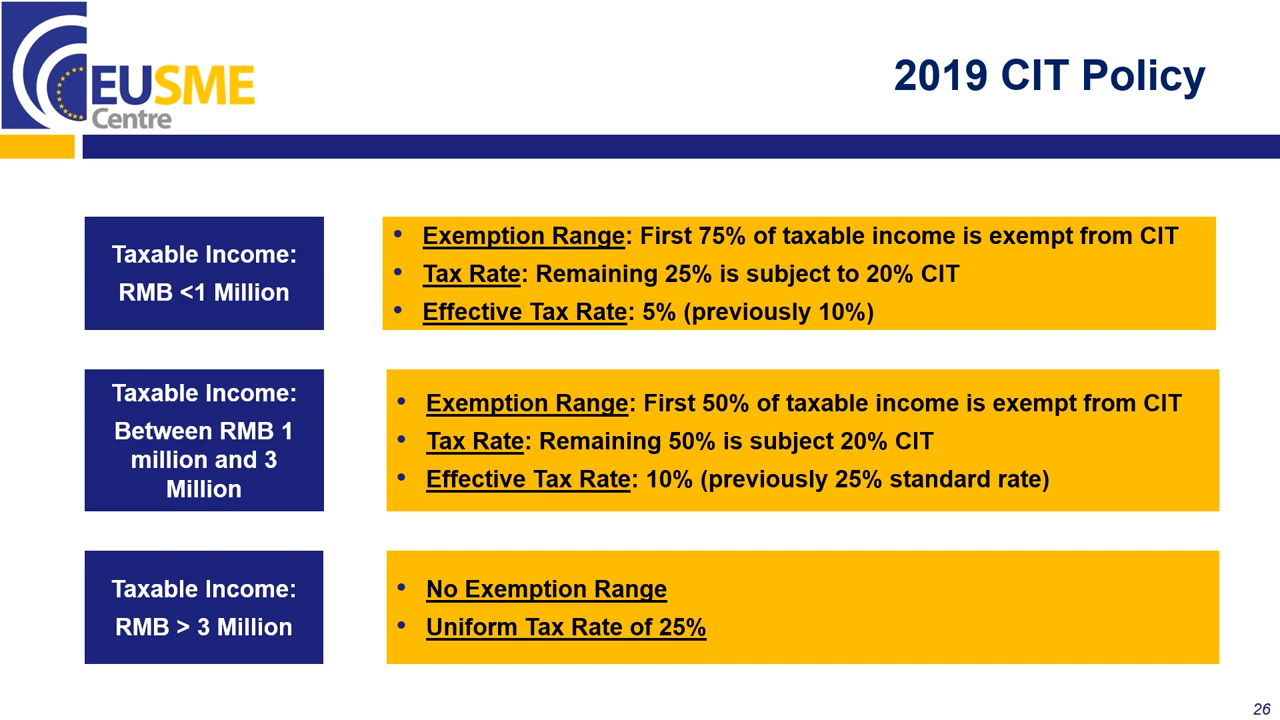 EUSME
Centre
2019 CIT Policy
Taxable Income:
RMB <1 Million
• Exemption Range: First 75% of taxable income is exempt from CIT
• Tax Rate: Remaining 25% is subject to 20% CIT
• Effective Tax Rate: 5% (previously 10%)
Taxable Income:
Between RMB 1
million and 3
Million
• Exemption Range: First 50% of taxable income is exempt from CIT
• Tax Rate: Remaining 50% is subject 20% CIT
• Effective Tax Rate: 10% (previously 25% standard rate)
Taxable Income:
RMB > 3 Million
• No Exemption Range
• Uniform Tax Rate of 25%
26